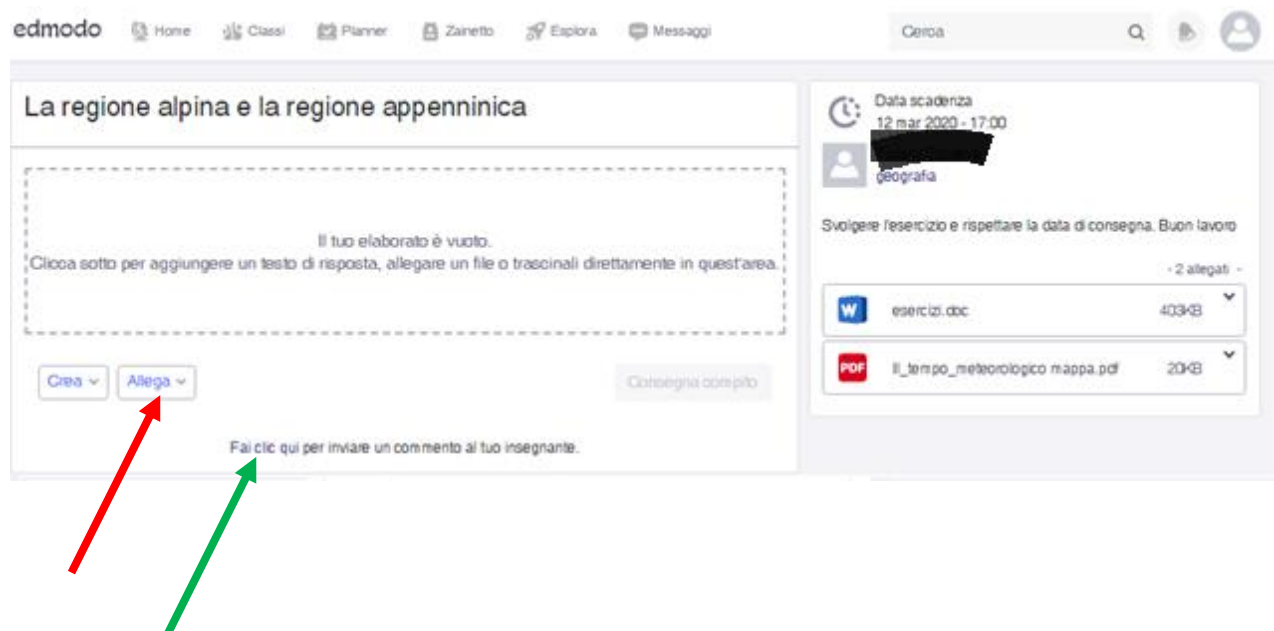 edmodo Home Classi Planner Zainetto Esplora Messaggi Cerca
La regione alpina e la regione appenninica
Il tuo elaborato è vuoto.
Clicca sotto per aggiungere un testo di risposta, allegare un file o trascinali direttamente in quest'area.
Crea Allega Consegna compito
Fai clic qui per inviare un commento al tuo insegnante.
Data scadenza
12 mar 2020 - 17:00
geografia
Svolgere l'esercizio e rispettare la data di consegna. Buon lavoro
- 2 allegati -
W esercizi.doc 403KB
PDF Il_tempo_meteorologico mappa.pdf 20KB